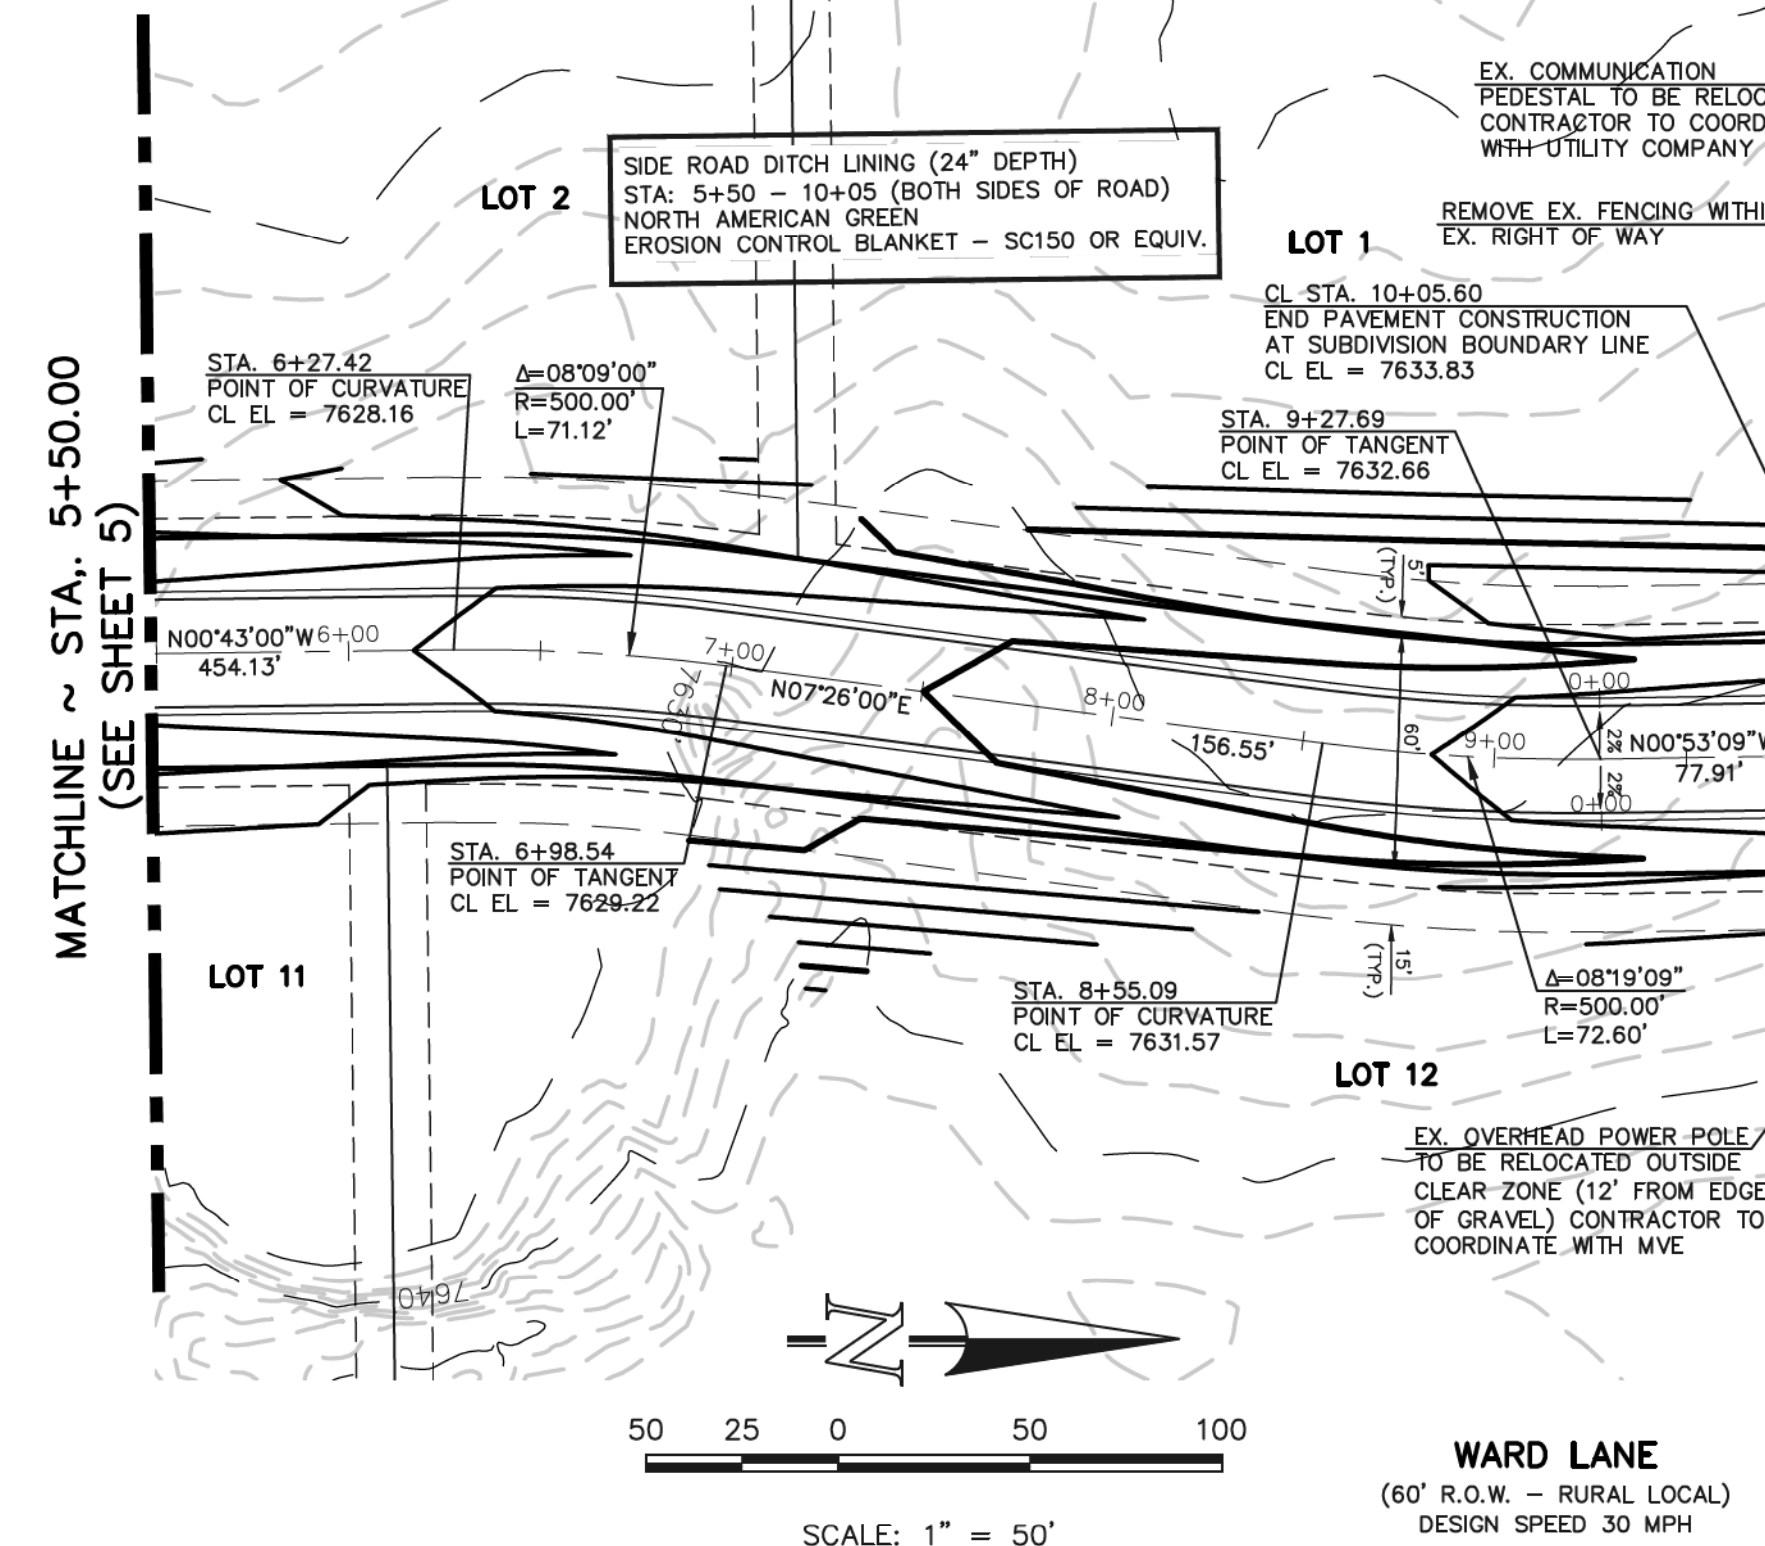 EX. COMMUNICATION
PEDESTAL TO BE RELOC
CONTRACTOR TO COORD
WITH UTILITY COMPANY
SIDE ROAD DITCH LINING (24" DEPTH)
STA: 5+50 – 10+05 (BOTH SIDES OF ROAD)
NORTH AMERICAN GREEN
EROSION CONTROL BLANKET – SC150 OR EQUIV.
LOT 2
REMOVE EX. FENCING WITHI
EX. RIGHT OF WAY
LOT 1
CL STA. 10+05.60
END PAVEMENT CONSTRUCTION
AT SUBDIVISION BOUNDARY LINE
CL EL = 7633.83
STA. 6+27.42
POINT OF CURVATURE
CL EL = 7628.16
Δ=08°09'00"
R=500.00'
L=71.12'
STA. 9+27.69
POINT OF TANGENT
CL EL = 7632.66
MATCHLINE ~ STA,. 5+50.00
(SEE SHEET 5)
5'
(TYP.)
N00°43'00"W
454.13'
6+00
7+00
7630
N07°26'00"E
8+00
156.55'
60'
9+00
0+00
2%
2%
0+00
N00°53'09"W
77.91'
STA. 6+98.54
POINT OF TANGENT
CL EL = 7629.22
LOT 11
STA. 8+55.09
POINT OF CURVATURE
CL EL = 7631.57
15'
(TYP.)
Δ=08°19'09"
R=500.00'
L=72.60'
LOT 12
EX. OVERHEAD POWER POLE
TO BE RELOCATED OUTSIDE
CLEAR ZONE (12' FROM EDGE
OF GRAVEL) CONTRACTOR TO
COORDINATE WITH MVE
7640
N
50 25 0 50 100
SCALE: 1" = 50'
WARD LANE
(60' R.O.W. – RURAL LOCAL)
DESIGN SPEED 30 MPH